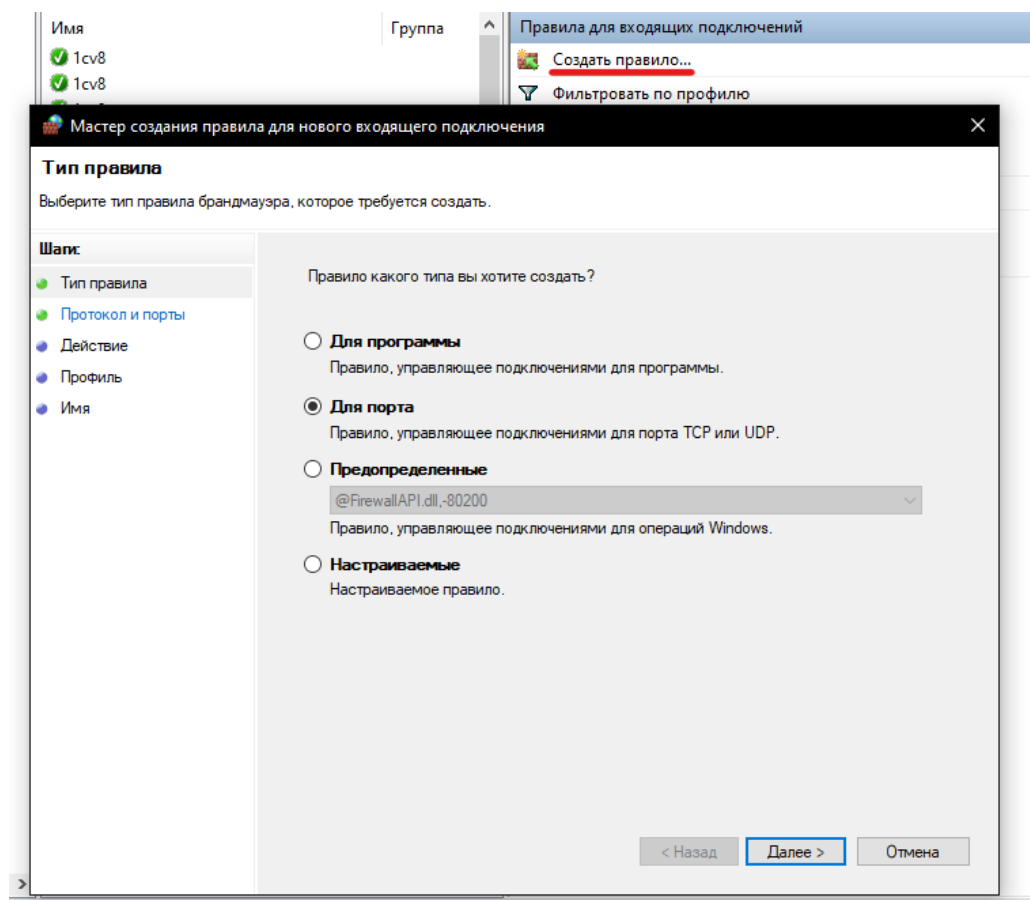 Имя
Группа
1cv8
1cv8
Правила для входящих подключений
Создать правило...
Фильтровать по профилю
Мастер создания правила для нового входящего подключения
Тип правила
Выберите тип правила брандмауэра, которое требуется создать.
Шаги:
Тип правила
Протокол и порты
Действие
Профиль
Имя
Правило какого типа вы хотите создать?
Для программы
Правило, управляющее подключениями для программы.
Для порта
Правило, управляющее подключениями для порта TCP или UDP.
Предопределенные
@FirewallAPI.dll,-80200
Правило, управляющее подключениями для операций Windows.
Настраиваемые
Настраиваемое правило.
< Назад
Далее >
Отмена